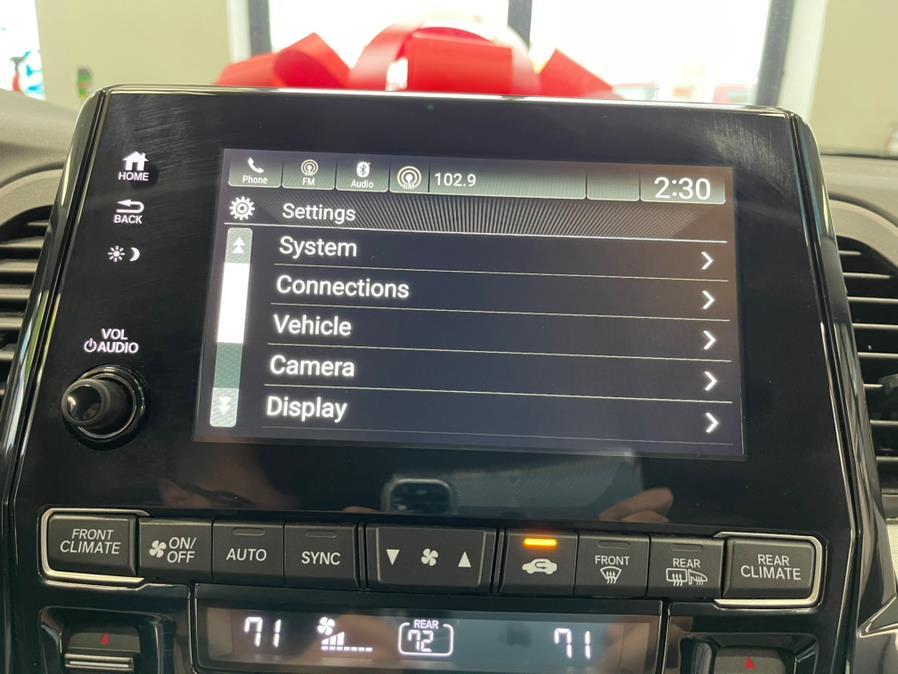 HOME
BACK
VOL
AUDIO
Phone
FM
Audio
102.9
2:30
Settings
System
Connections
Vehicle
Camera
Display
FRONT CLIMATE
ON/OFF
AUTO
SYNC
FRONT
REAR
REAR CLIMATE
71
REAR
72
71